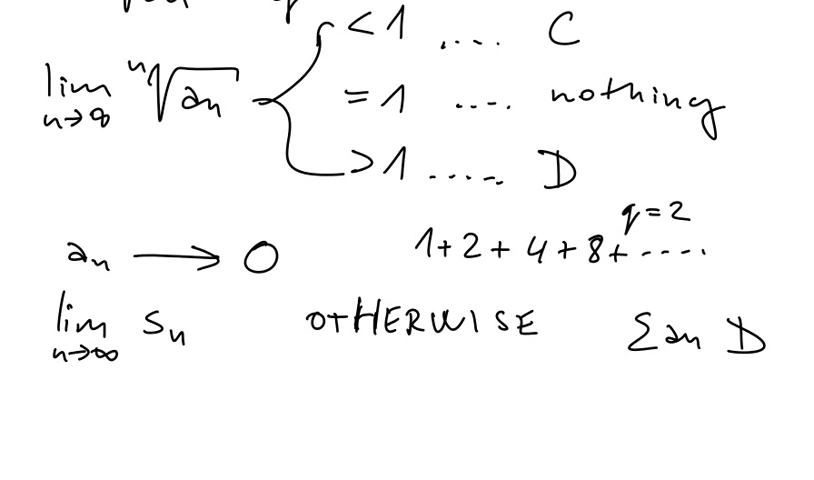 < 1 .... C
lim n→∞ ⁿ√an = 1 .... nothing
> 1 ..... D
q = 2
an → 0 1 + 2 + 4 + 8 + ....
lim n→∞ sn OTHERWISE Σan D